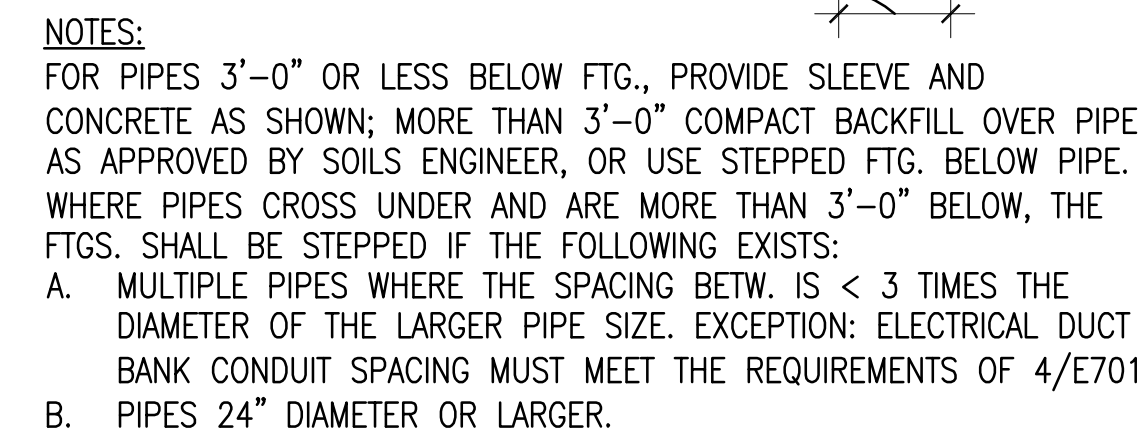 NOTES:
FOR PIPES 3'-0" OR LESS BELOW FTG., PROVIDE SLEEVE AND
CONCRETE AS SHOWN; MORE THAN 3'-0" COMPACT BACKFILL OVER PIPE
AS APPROVED BY SOILS ENGINEER, OR USE STEPPED FTG. BELOW PIPE.
WHERE PIPES CROSS UNDER AND ARE MORE THAN 3'-0" BELOW, THE
FTGS. SHALL BE STEPPED IF THE FOLLOWING EXISTS:
A. MULTIPLE PIPES WHERE THE SPACING BETW. IS < 3 TIMES THE
DIAMETER OF THE LARGER PIPE SIZE. EXCEPTION: ELECTRICAL DUCT
BANK CONDUIT SPACING MUST MEET THE REQUIREMENTS OF 4/E701
B. PIPES 24" DIAMETER OR LARGER.